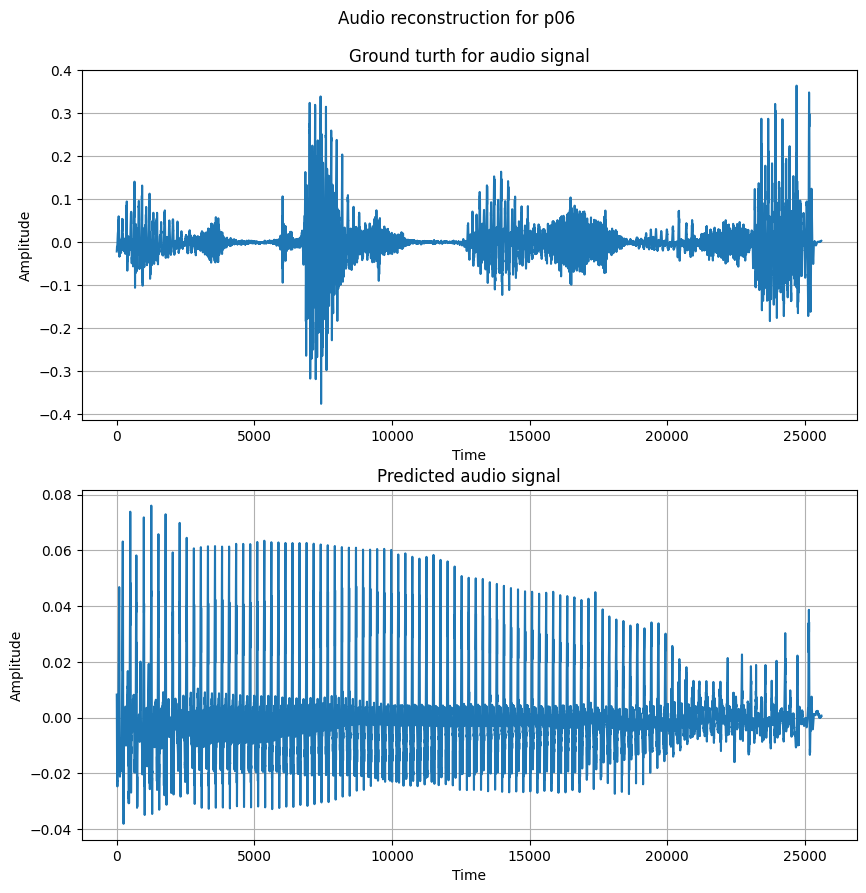 Audio reconstruction for p06
Ground turth for audio signal
0.4
0.3
0.2
0.1
0.0
−0.1
−0.2
−0.3
−0.4
Amplitude
0 5000 10000 15000 20000 25000
Time
Predicted audio signal
0.08
0.06
0.04
0.02
0.00
−0.02
−0.04
Amplitude
0 5000 10000 15000 20000 25000
Time